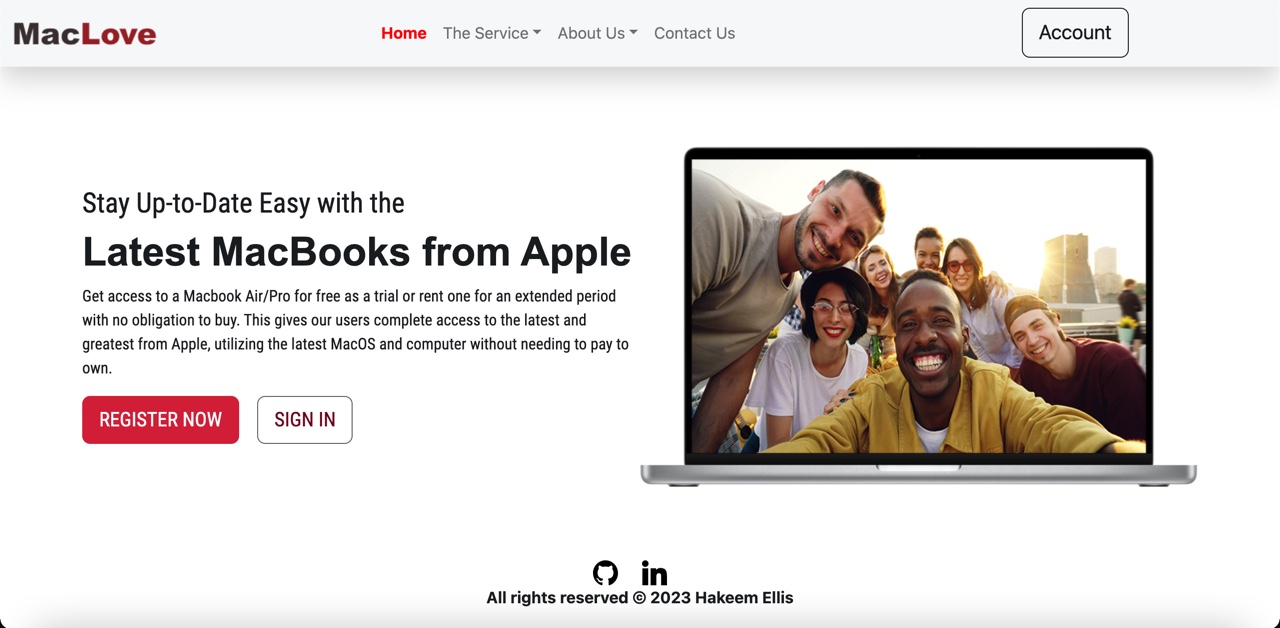 MacLove
Home The Service About Us Contact Us
Account
Stay Up-to-Date Easy with the
Latest MacBooks from Apple
Get access to a Macbook Air/Pro for free as a trial or rent one for an extended period
with no obligation to buy. This gives our users complete access to the latest and
greatest from Apple, utilizing the latest MacOS and computer without needing to pay to
own.
REGISTER NOW
SIGN IN
in
All rights reserved © 2023 Hakeem Ellis